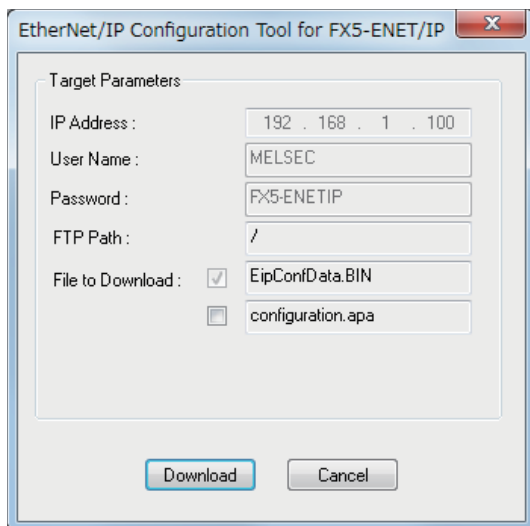 EtherNet/IP Configuration Tool for FX5-ENET/IP
Target Parameters
IP Address : 192 . 168 . 1 . 100
User Name : MELSEC
Password : FX5-ENETIP
FTP Path : /
File to Download : EipConfData.BIN
configuration.apa
Download Cancel